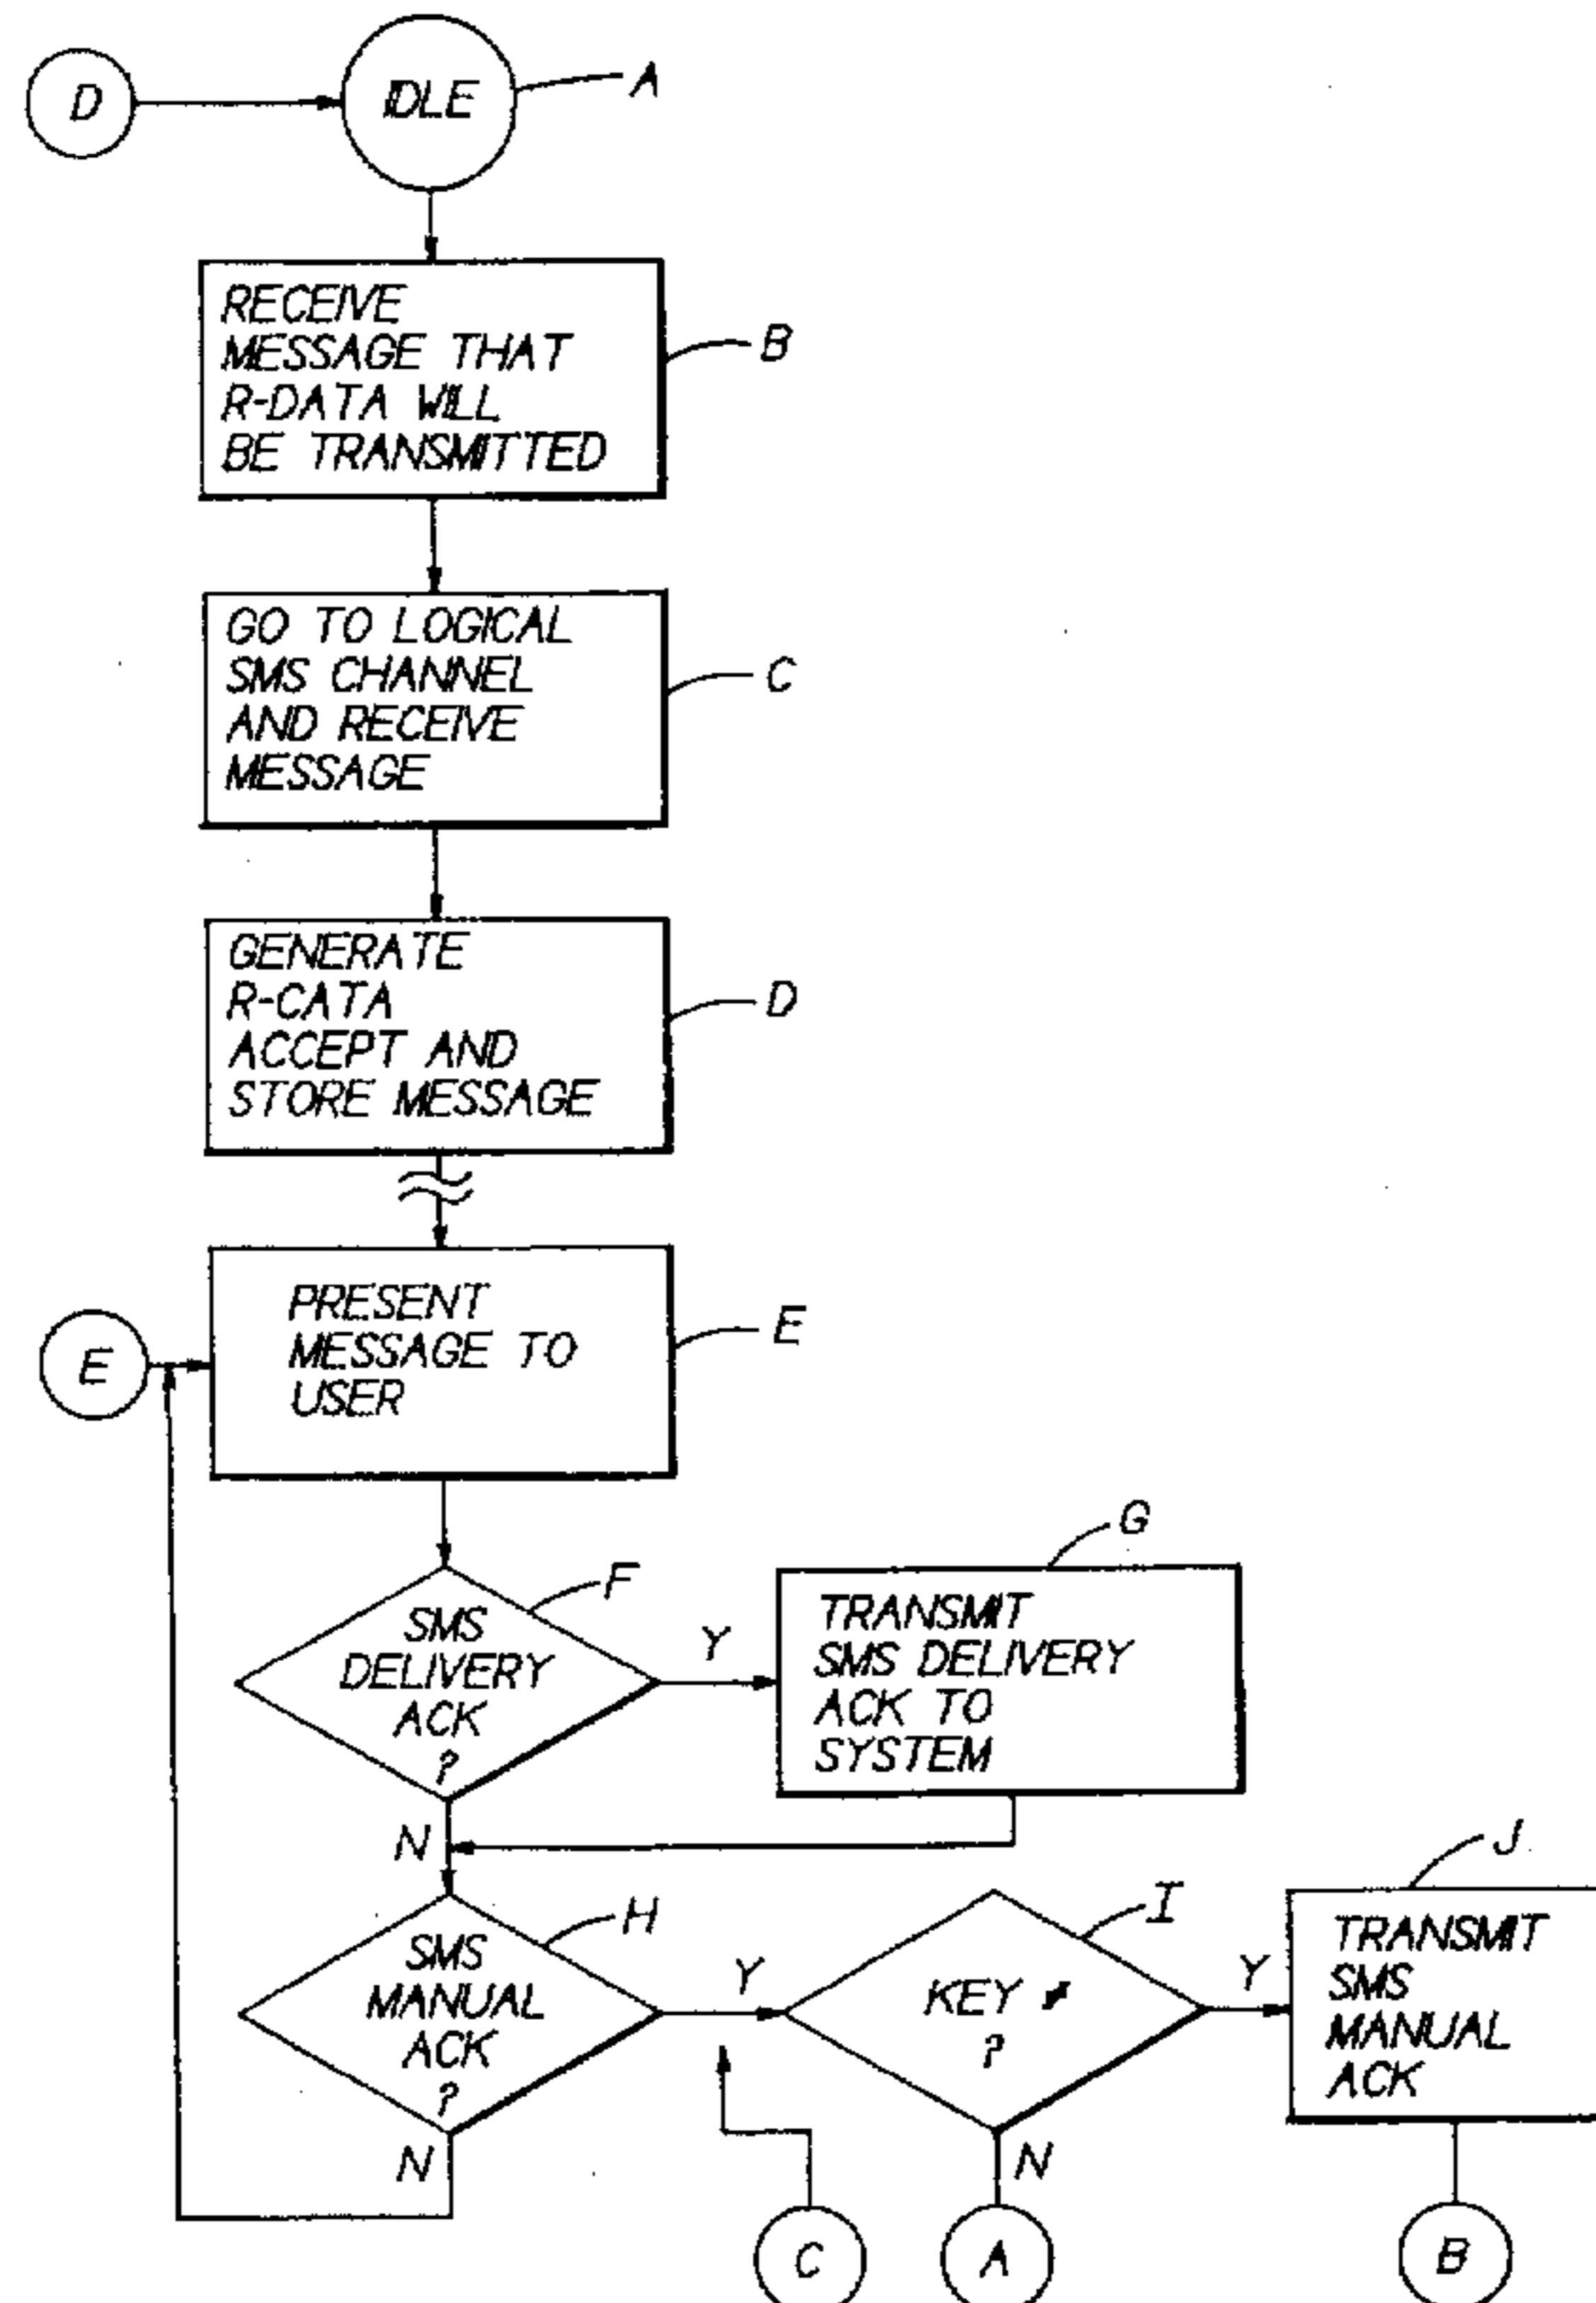 D
IDLE
A
RECEIVE
MESSAGE THAT
R-DATA WILL
BE TRANSMITTED
B
GO TO LOGICAL
SMS CHANNEL
AND RECEIVE
MESSAGE
C
GENERATE
R-CATA
ACCEPT AND
STORE MESSAGE
D
E
PRESENT
MESSAGE TO
USER
E
SMS
DELIVERY
ACK
?
F
Y
N
TRANSMIT
SMS DELIVERY
ACK TO
SYSTEM
G
SMS
MANUAL
ACK
?
H
Y
N
KEY
?
I
Y
N
TRANSMIT
SMS
MANUAL
ACK
J
C
A
B